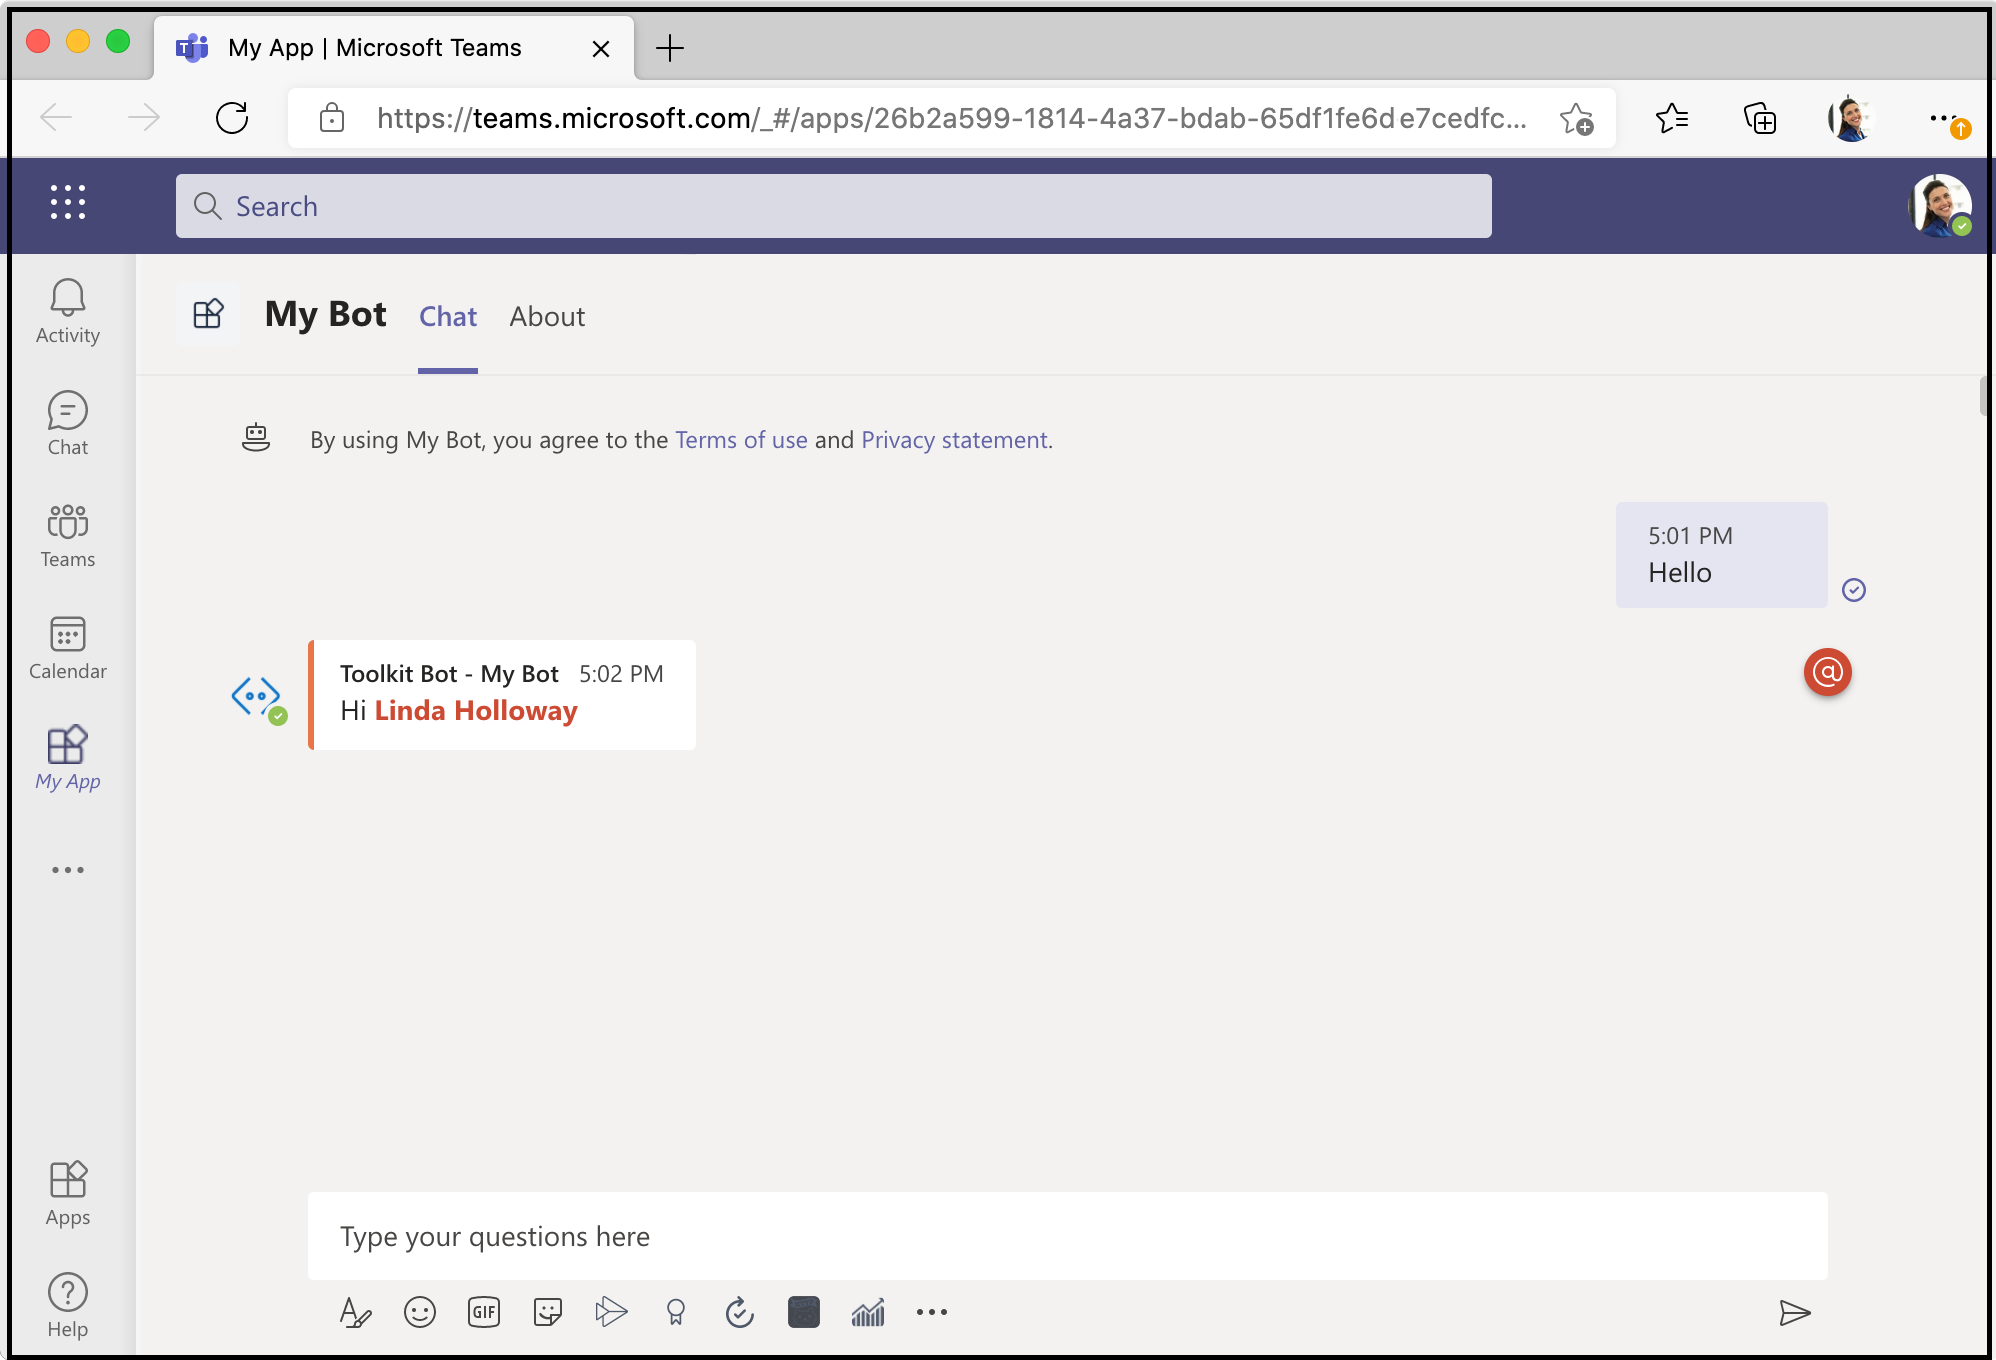 My App | Microsoft Teams
https://teams.microsoft.com/_#/apps/26b2a599-1814-4a37-bdab-65df1fe6de7cedfc...
Search
Activity
Chat
Teams
Calendar
My App
Apps
Help
My Bot Chat About
By using My Bot, you agree to the Terms of use and Privacy statement.
5:01 PM
Hello
Toolkit Bot - My Bot 5:02 PM
Hi Linda Holloway
@
Type your questions here
GIF